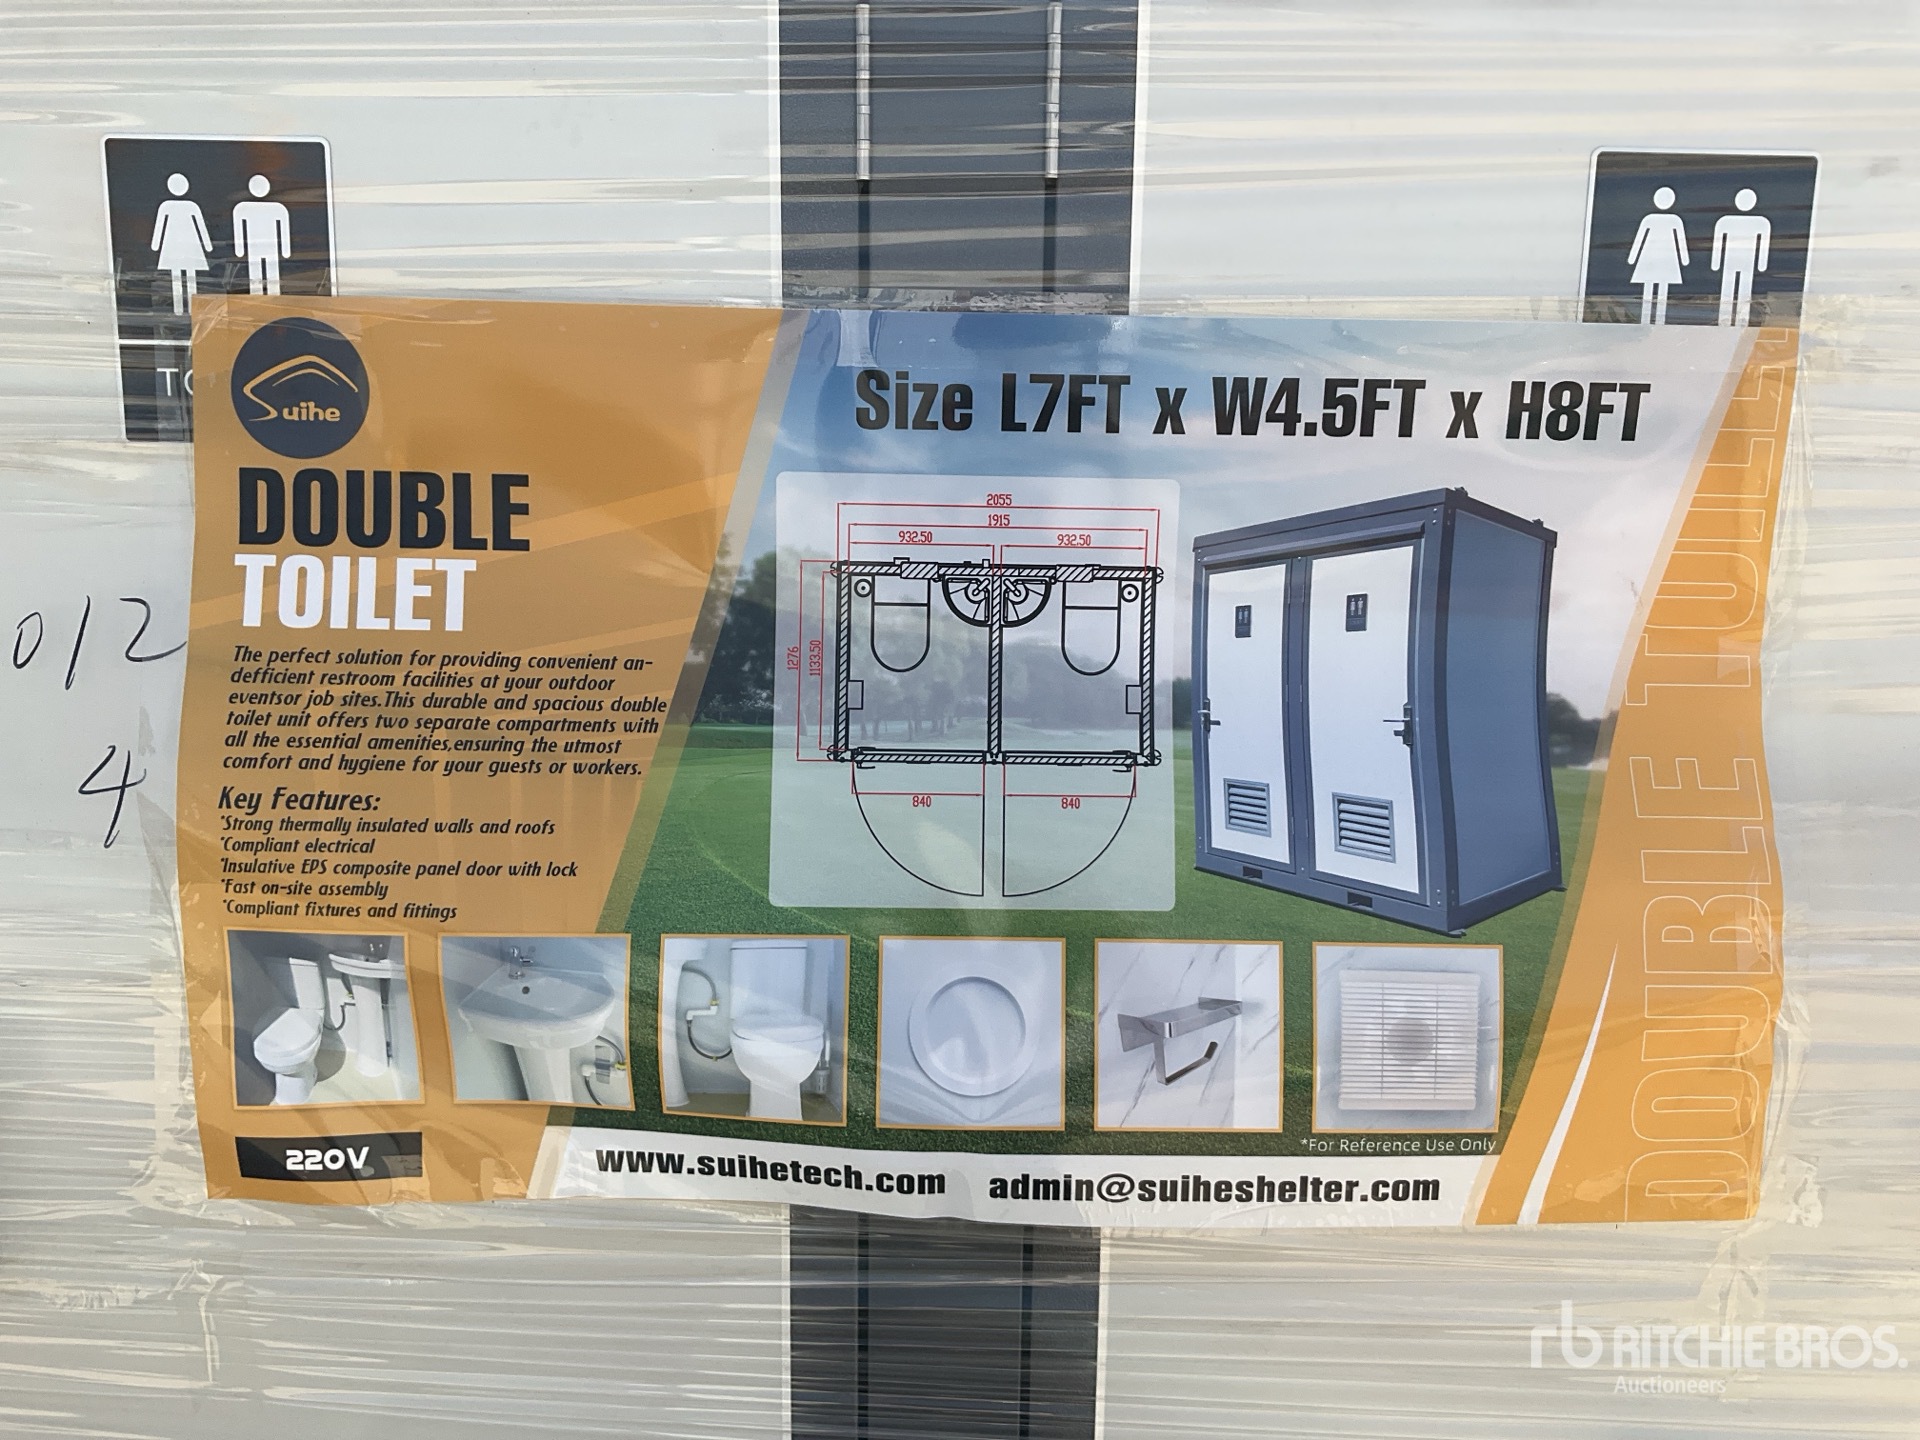 TO
012
4
Suihe
DOUBLE
TOILET
The perfect solution for providing convenient an-
defficient restroom facilities at your outdoor
eventsor job sites.This durable and spacious double
toilet unit offers two separate compartments with
all the essential amenities,ensuring the utmost
comfort and hygiene for your guests or workers.
Key Features:
*Strong thermally insulated walls and roofs
*Compliant electrical
*Insulative EPS composite panel door with lock
*Fast on-site assembly
*Compliant fixtures and fittings
220V
Size L7FT x W4.5FT x H8FT
2055
1915
932.50 932.50
1276
1133.50
840 840
*For Reference Use Only
www.suihetech.com admin@suiheshelter.com
DOUBLE TOILET
rb RITCHIE BROS.
Auctioneers